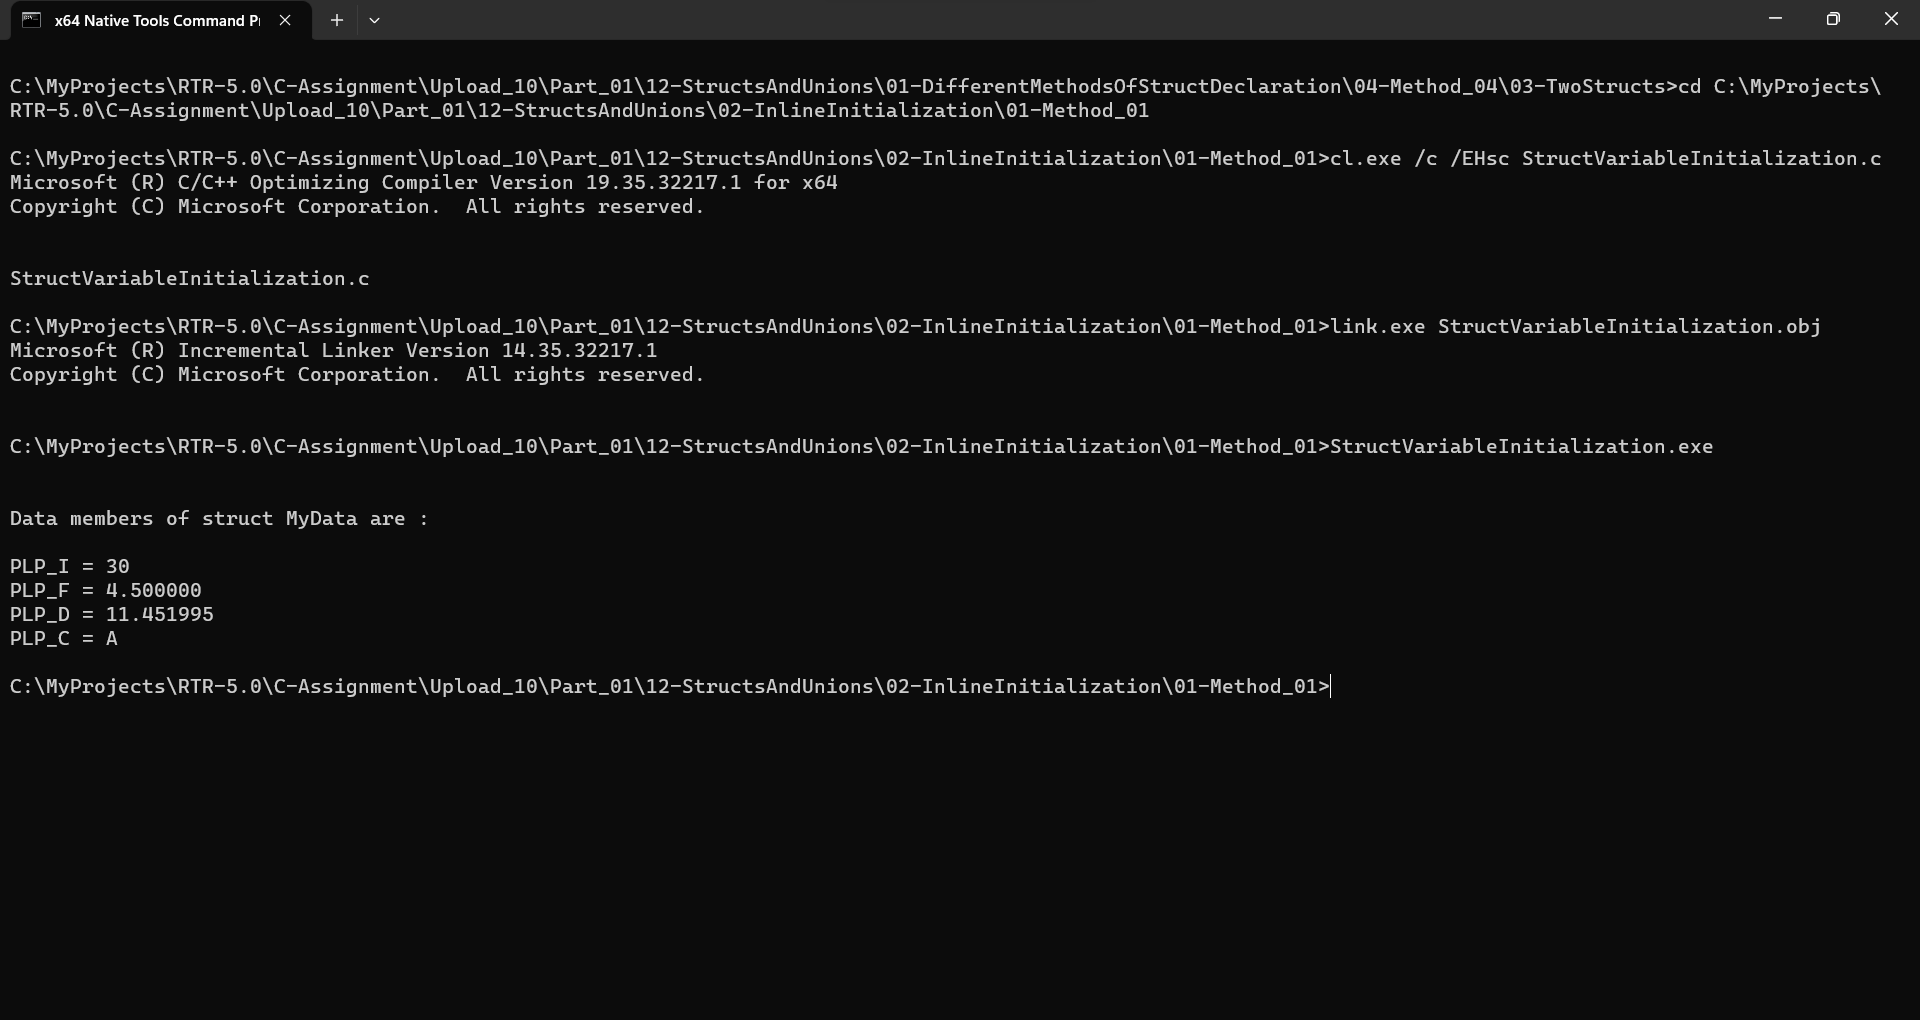 x64 Native Tools Command P
C:\MyProjects\RTR-5.0\C-Assignment\Upload_10\Part_01\12-StructsAndUnions\01-DifferentMethodsOfStructDeclaration\04-Method_04\03-TwoStructs>cd C:\MyProjects\
RTR-5.0\C-Assignment\Upload_10\Part_01\12-StructsAndUnions\02-InlineInitialization\01-Method_01
C:\MyProjects\RTR-5.0\C-Assignment\Upload_10\Part_01\12-StructsAndUnions\02-InlineInitialization\01-Method_01>cl.exe /c /EHsc StructVariableInitialization.c
Microsoft (R) C/C++ Optimizing Compiler Version 19.35.32217.1 for x64
Copyright (C) Microsoft Corporation.  All rights reserved.
StructVariableInitialization.c
C:\MyProjects\RTR-5.0\C-Assignment\Upload_10\Part_01\12-StructsAndUnions\02-InlineInitialization\01-Method_01>link.exe StructVariableInitialization.obj
Microsoft (R) Incremental Linker Version 14.35.32217.1
Copyright (C) Microsoft Corporation.  All rights reserved.
C:\MyProjects\RTR-5.0\C-Assignment\Upload_10\Part_01\12-StructsAndUnions\02-InlineInitialization\01-Method_01>StructVariableInitialization.exe
Data members of struct MyData are :
PLP_I = 30
PLP_F = 4.500000
PLP_D = 11.451995
PLP_C = A
C:\MyProjects\RTR-5.0\C-Assignment\Upload_10\Part_01\12-StructsAndUnions\02-InlineInitialization\01-Method_01>